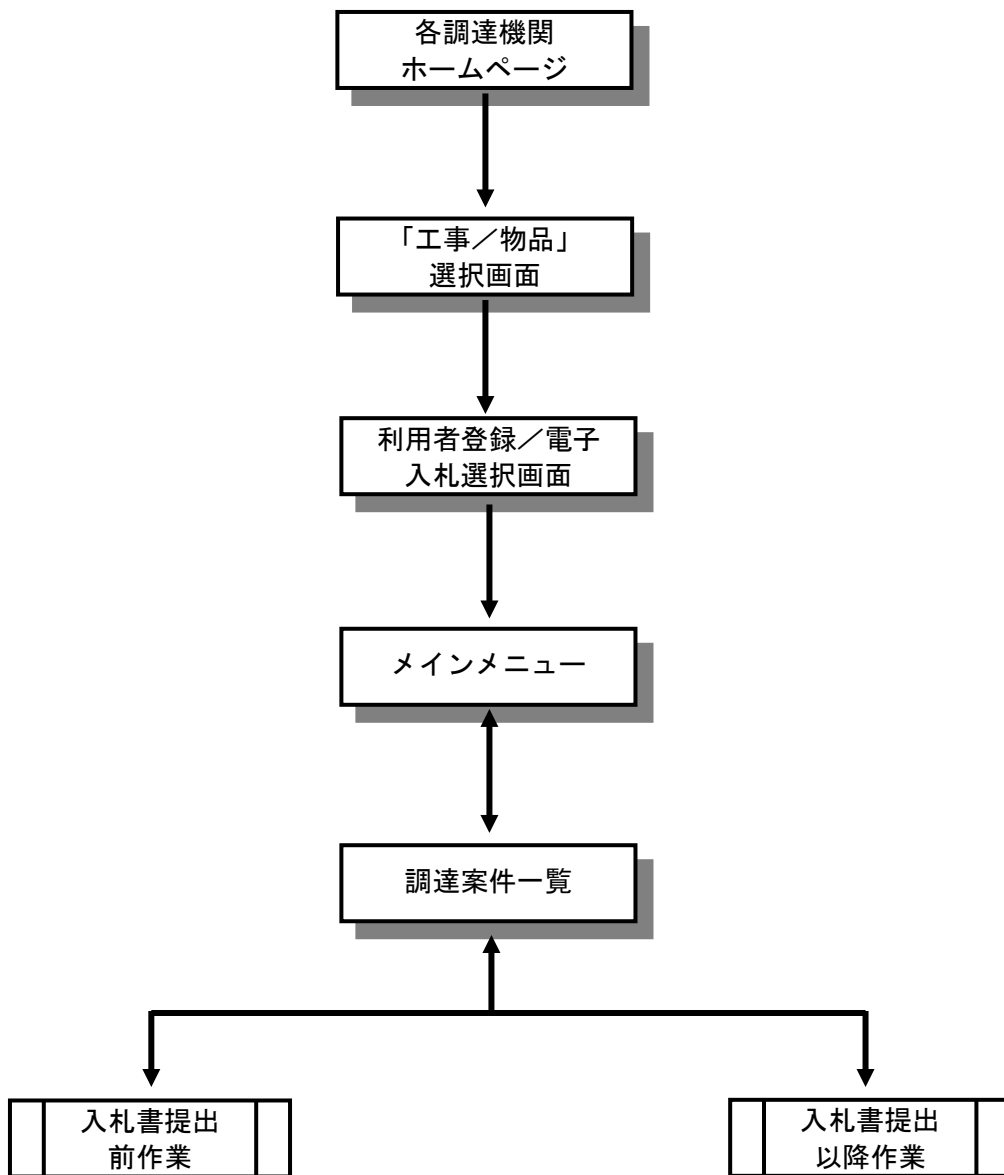 各調達機関
ホームページ
「工事／物品」
選択画面
利用者登録／電子
入札選択画面
メインメニュー
調達案件一覧
入札書提出
前作業
入札書提出
以降作業